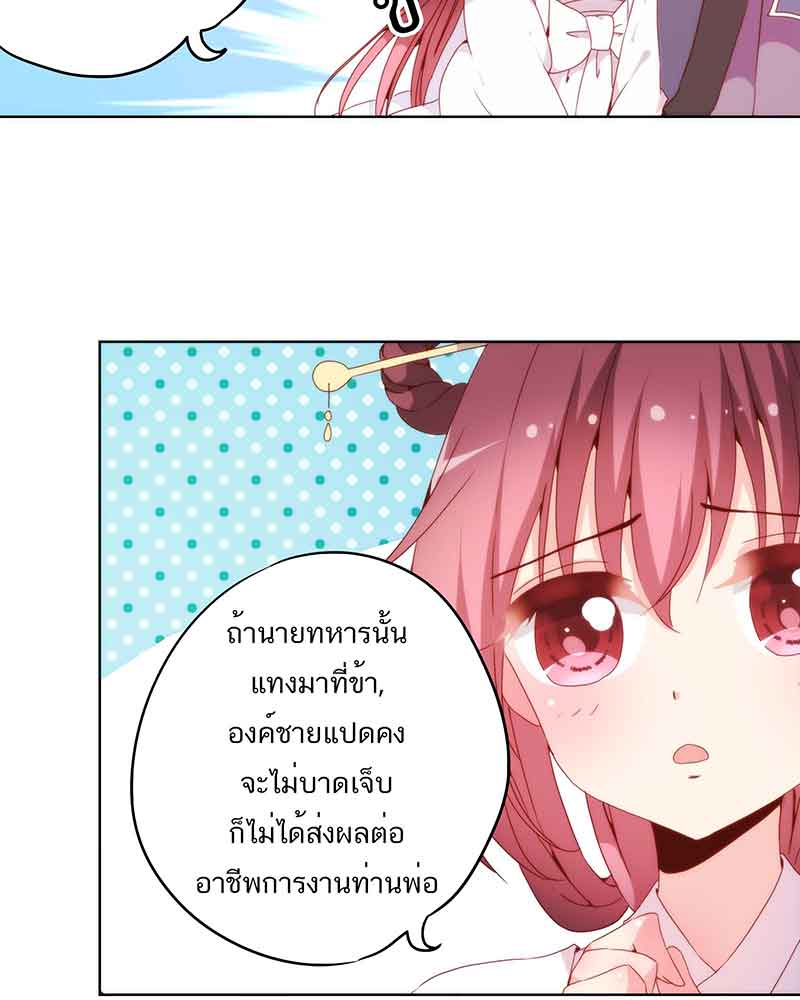 ถ้านายทหารนั้น
แทงมาที่ข้า,
องค์ชายแปดคง
จะไม่บาดเจ็บ
ก็ไม่ได้ส่งผลต่อ
อาชีพการงานท่านพ่อ